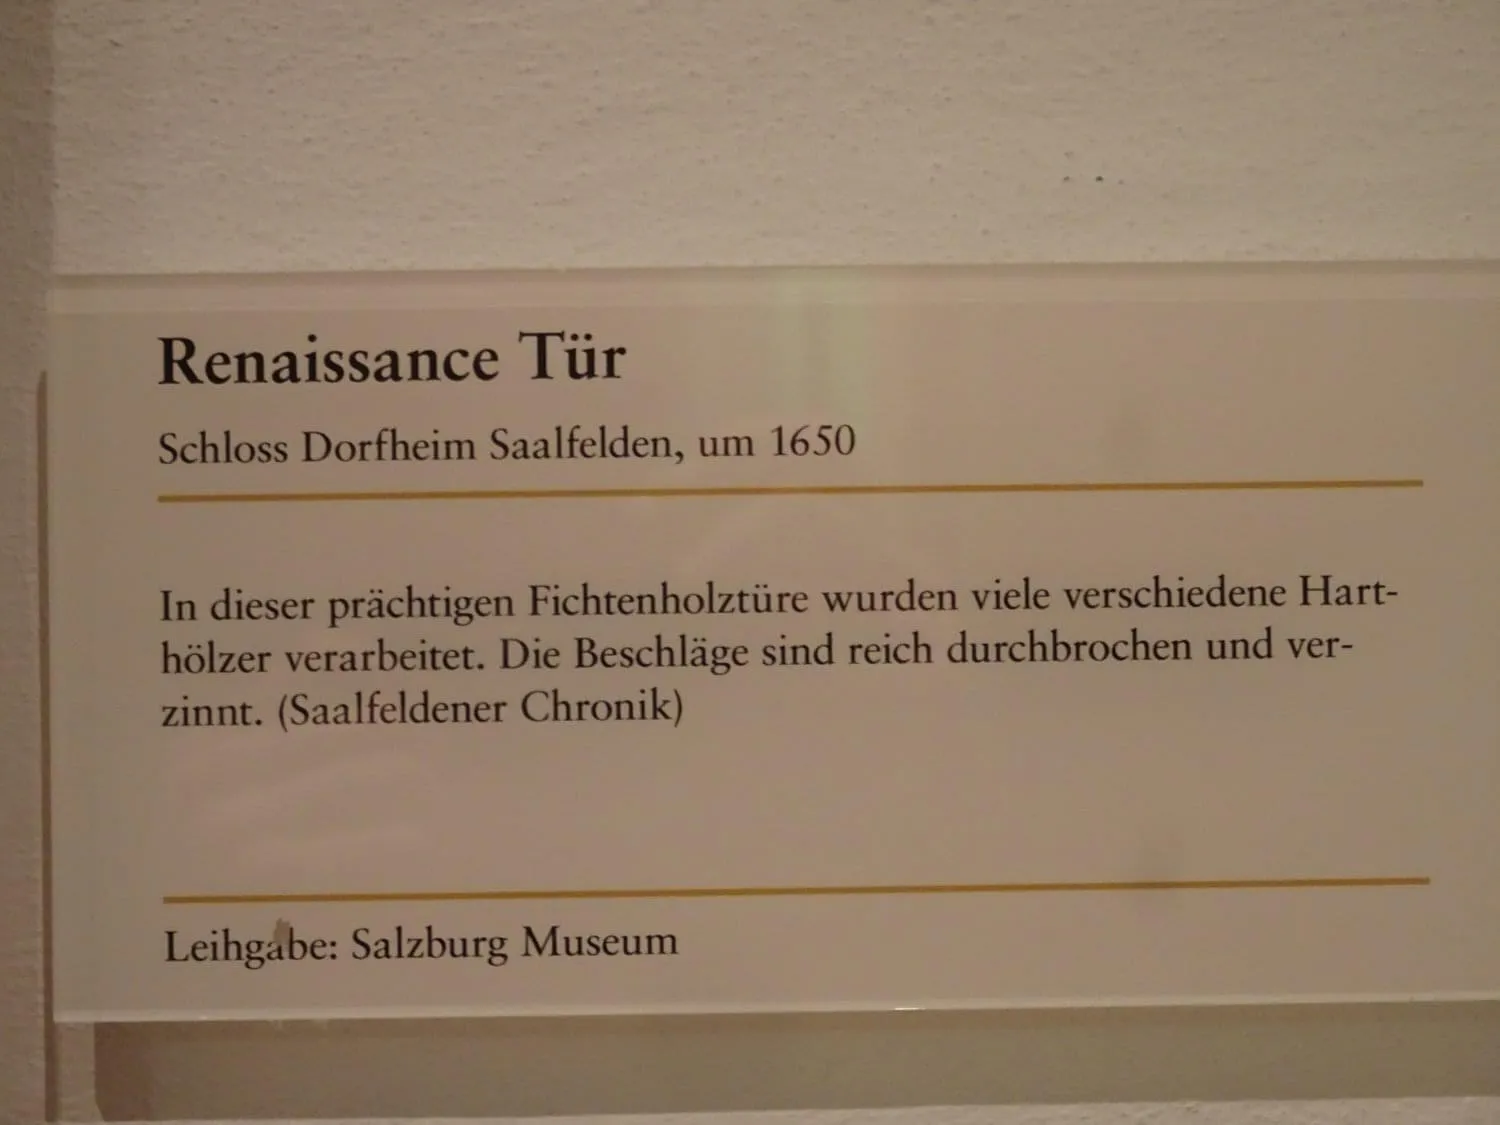 Renaissance Tür
Schloss Dorfheim Saalfelden, um 1650
In dieser prächtigen Fichtenholztüre wurden viele verschiedene Hart-
hölzer verarbeitet. Die Beschläge sind reich durchbrochen und ver-
zinnt. (Saalfeldener Chronik)
Leihgabe: Salzburg Museum